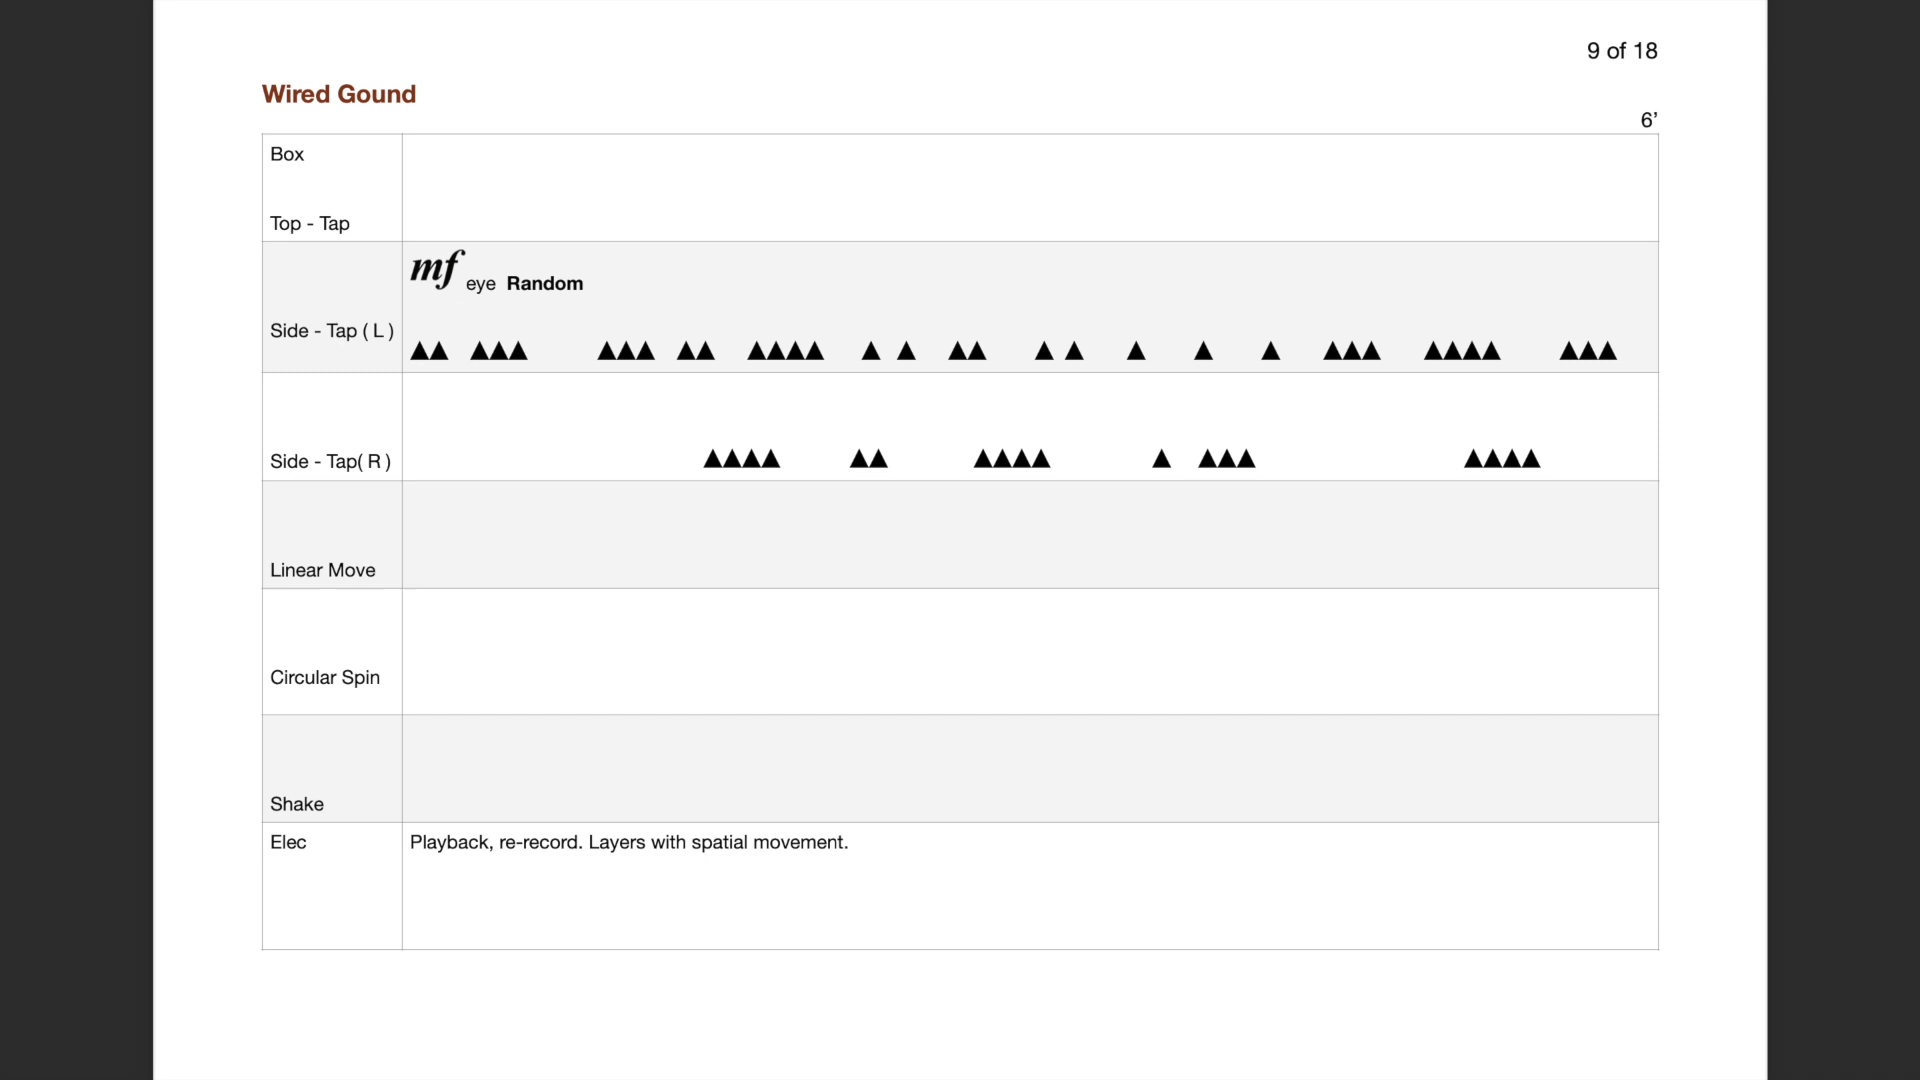 9 of 18
Wired Gound
6’
Box
Top - Tap
mf eye Random
Side - Tap ( L )
▲▲ ▲▲▲ ▲▲▲ ▲▲ ▲▲▲▲ ▲ ▲ ▲▲ ▲ ▲ ▲ ▲ ▲ ▲▲▲ ▲▲▲▲ ▲▲▲
Side - Tap( R )
▲▲▲▲ ▲▲ ▲▲▲▲ ▲ ▲▲▲ ▲▲▲▲
Linear Move
Circular Spin
Shake
Elec
Playback, re-record. Layers with spatial movement.